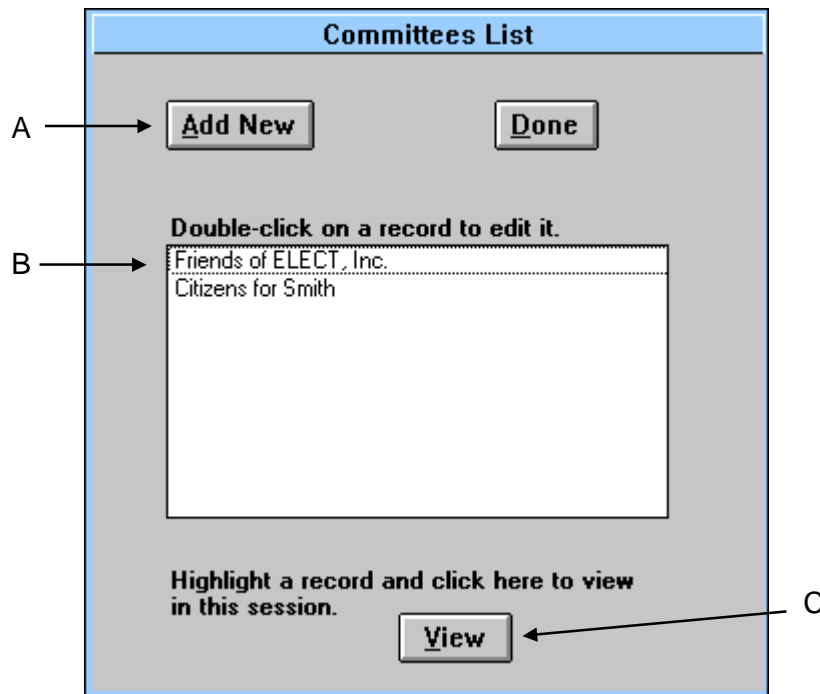 Committees List
A
Add New
Done
Double-click on a record to edit it.
B
Friends of ELECT, Inc.
Citizens for Smith
Highlight a record and click here to view
in this session.
C
View